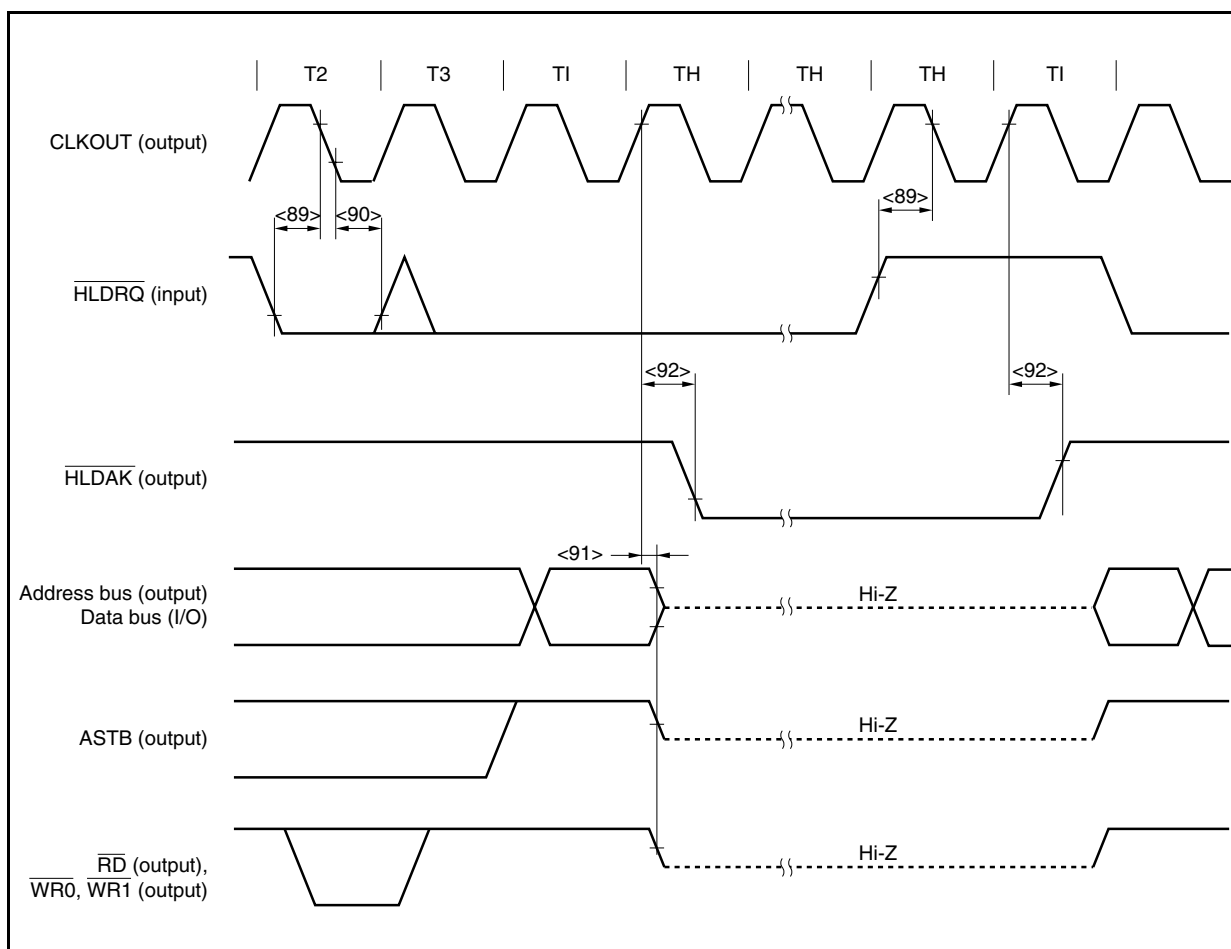 T2 T3 TI TH TH TH TI
CLKOUT (output)
<89> <90> <89>
HLDRQ (input)
<92> <92>
HLDAK (output)
<91>
Address bus (output)
Data bus (I/O)
Hi-Z
ASTB (output)
Hi-Z
RD (output),
WR0, WR1 (output)
Hi-Z